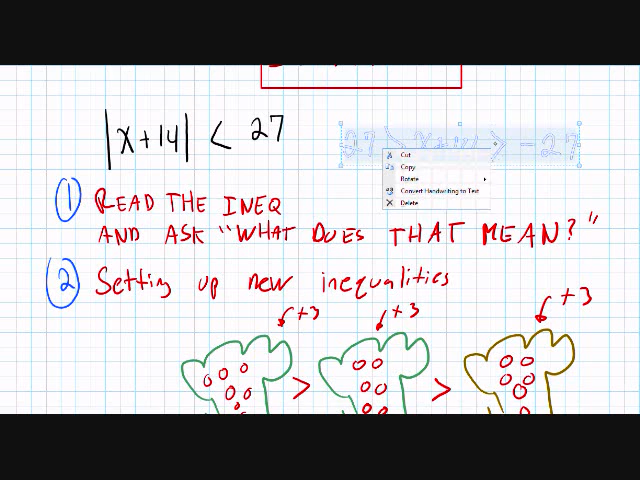 |x+14| < 27
27 > x+14 > -27
Cut
Copy
Rotate
Convert Handwriting to Text
Delete
1 READ THE INEQ
AND ASK "WHAT DOES THAT MEAN?"
2 Setting up new inequalities
+3 +3 +3
> >